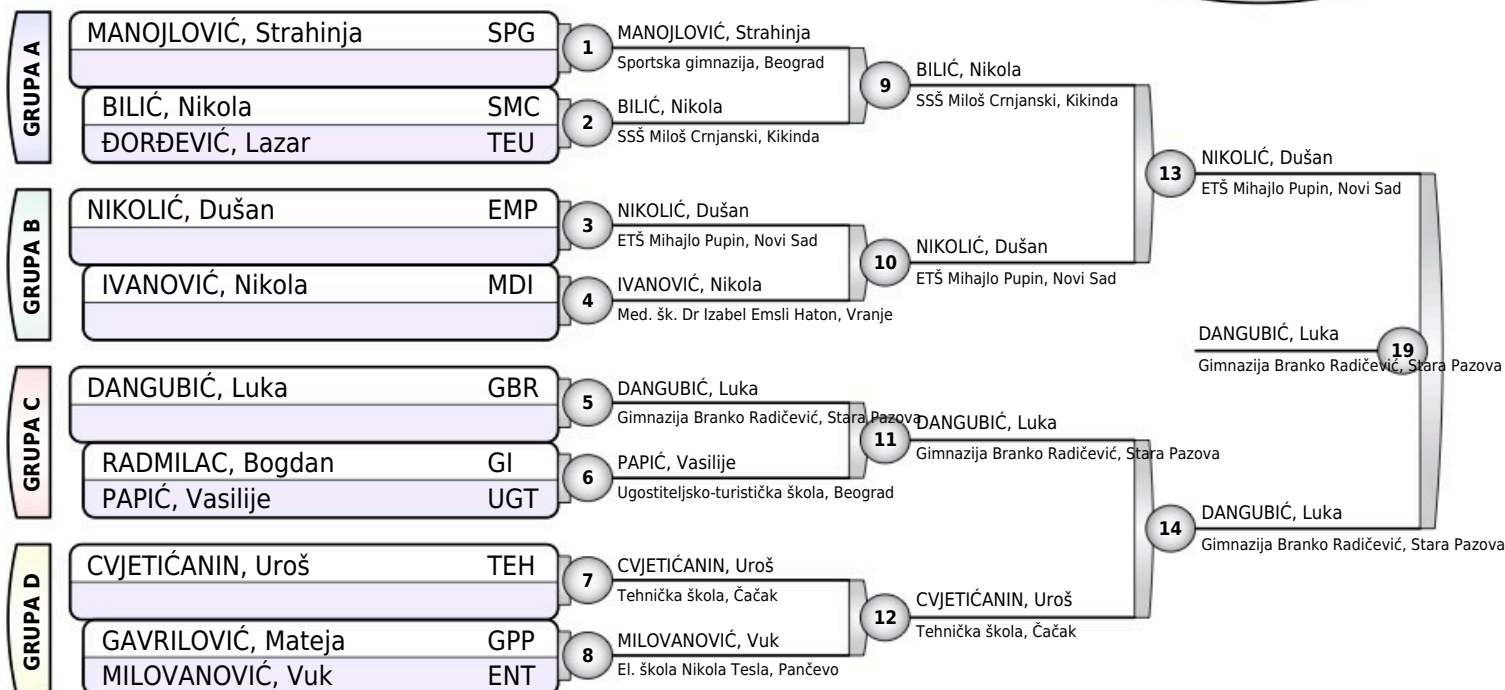 GRUPA A
MANOJLOVIĆ, Strahinja SPG
BILIĆ, Nikola SMC
ĐORĐEVIĆ, Lazar TEU
GRUPA B
NIKOLIĆ, Dušan EMP
IVANOVIĆ, Nikola MDI
GRUPA C
DANGUBIĆ, Luka GBR
RADMILAC, Bogdan GI
PAPIĆ, Vasilije UGT
GRUPA D
CVJETIĆANIN, Uroš TEH
GAVRILOVIĆ, Mateja GPP
MILOVANOVIĆ, Vuk ENT
1
MANOJLOVIĆ, Strahinja
Sportska gimnazija, Beograd
2
BILIĆ, Nikola
SSŠ Miloš Crnjanski, Kikinda
3
NIKOLIĆ, Dušan
ETŠ Mihajlo Pupin, Novi Sad
4
IVANOVIĆ, Nikola
Med. šk. Dr Izabel Emsli Haton, Vranje
5
DANGUBIĆ, Luka
Gimnazija Branko Radičević, Stara Pazova
6
PAPIĆ, Vasilije
Ugostiteljsko-turistička škola, Beograd
7
CVJETIĆANIN, Uroš
Tehnička škola, Čačak
8
MILOVANOVIĆ, Vuk
El. škola Nikola Tesla, Pančevo
9
BILIĆ, Nikola
SSŠ Miloš Crnjanski, Kikinda
10
NIKOLIĆ, Dušan
ETŠ Mihajlo Pupin, Novi Sad
11
DANGUBIĆ, Luka
Gimnazija Branko Radičević, Stara Pazova
12
CVJETIĆANIN, Uroš
Tehnička škola, Čačak
13
NIKOLIĆ, Dušan
ETŠ Mihajlo Pupin, Novi Sad
14
DANGUBIĆ, Luka
Gimnazija Branko Radičević, Stara Pazova
DANGUBIĆ, Luka
19
Gimnazija Branko Radičević, Stara Pazova